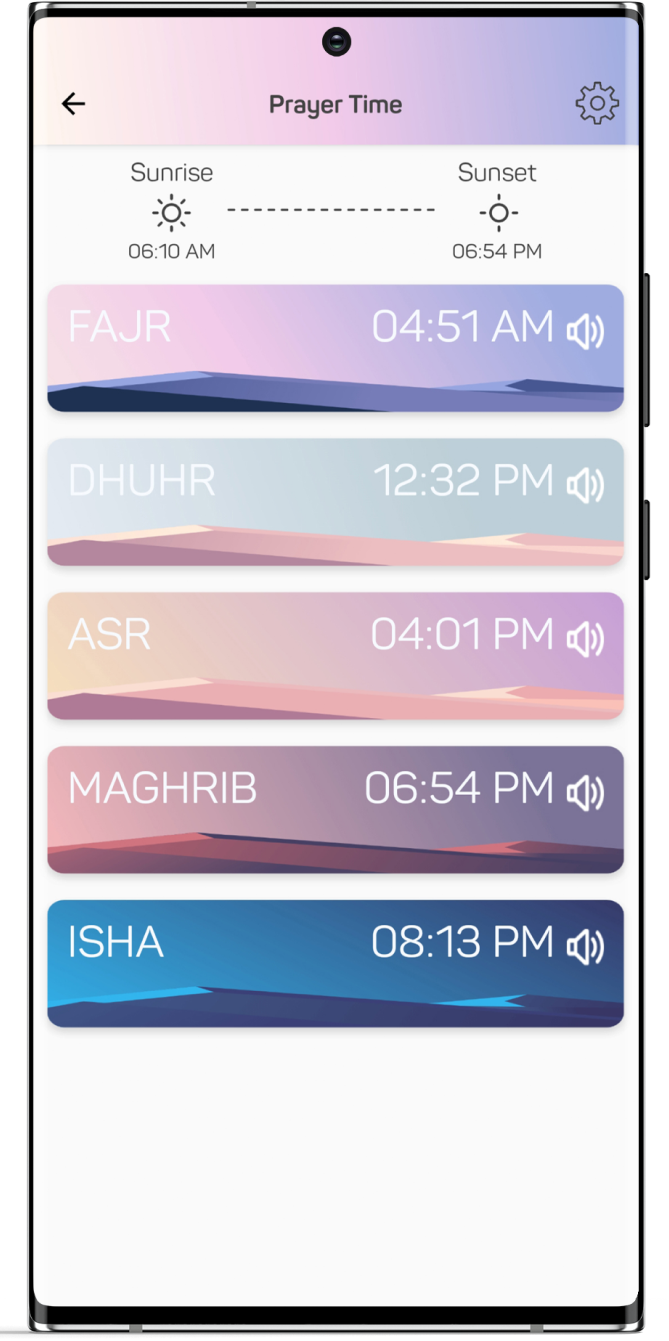 Prayer Time
Sunrise Sunset
06:10 AM 06:54 PM
FAJR 04:51 AM
DHUHR 12:32 PM
ASR 04:01 PM
MAGHRIB 06:54 PM
ISHA 08:13 PM